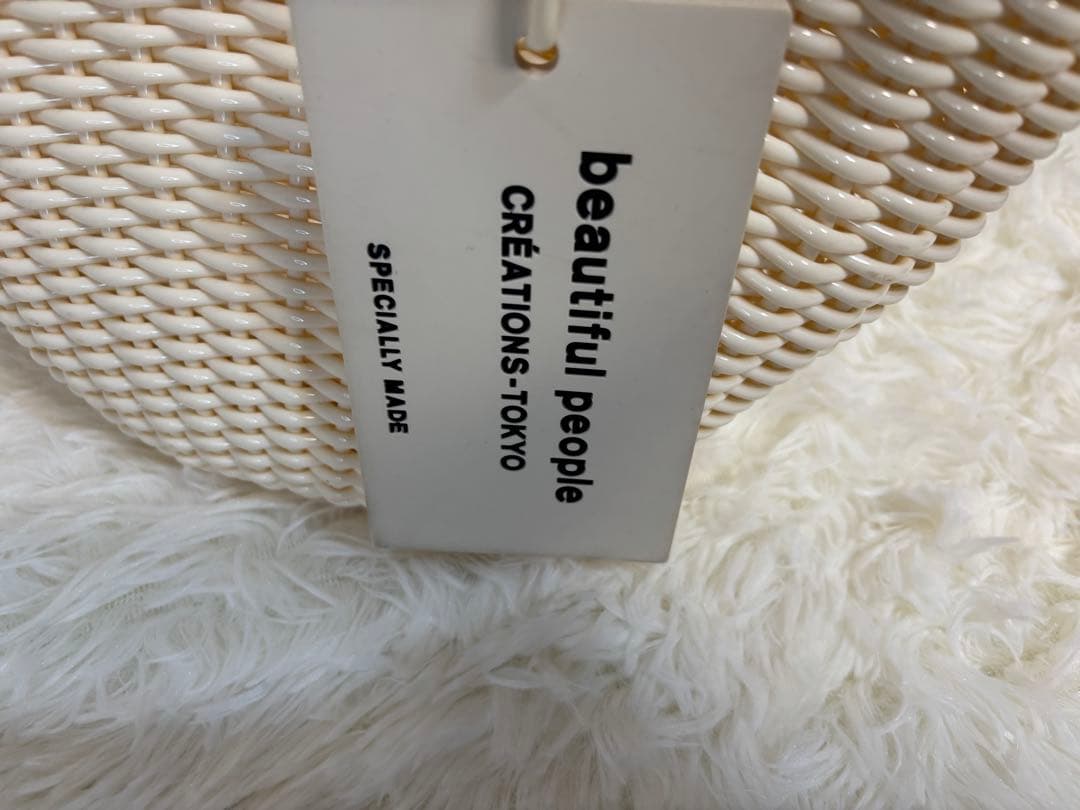 beautiful people
CRÉATIONS-TOKYO
SPECIALLY MADE